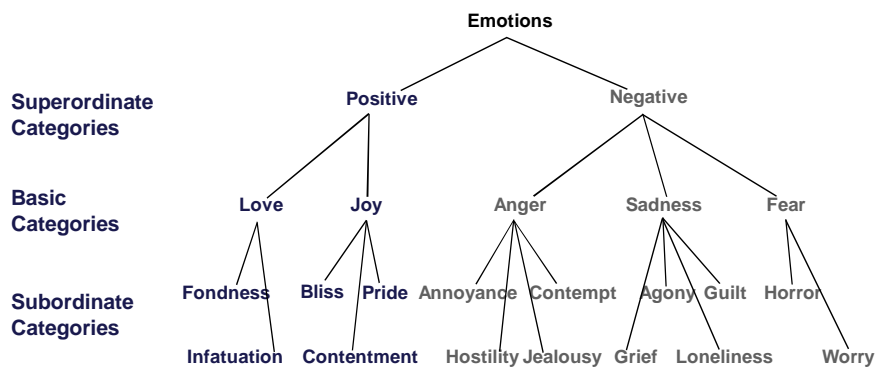 Emotions
Superordinate
Categories
Positive
Negative
Basic
Categories
Love
Joy
Anger
Sadness
Fear
Subordinate
Categories
Fondness
Bliss
Pride
Annoyance
Contempt
Agony
Guilt
Horror
Infatuation
Contentment
Hostility
Jealousy
Grief
Loneliness
Worry